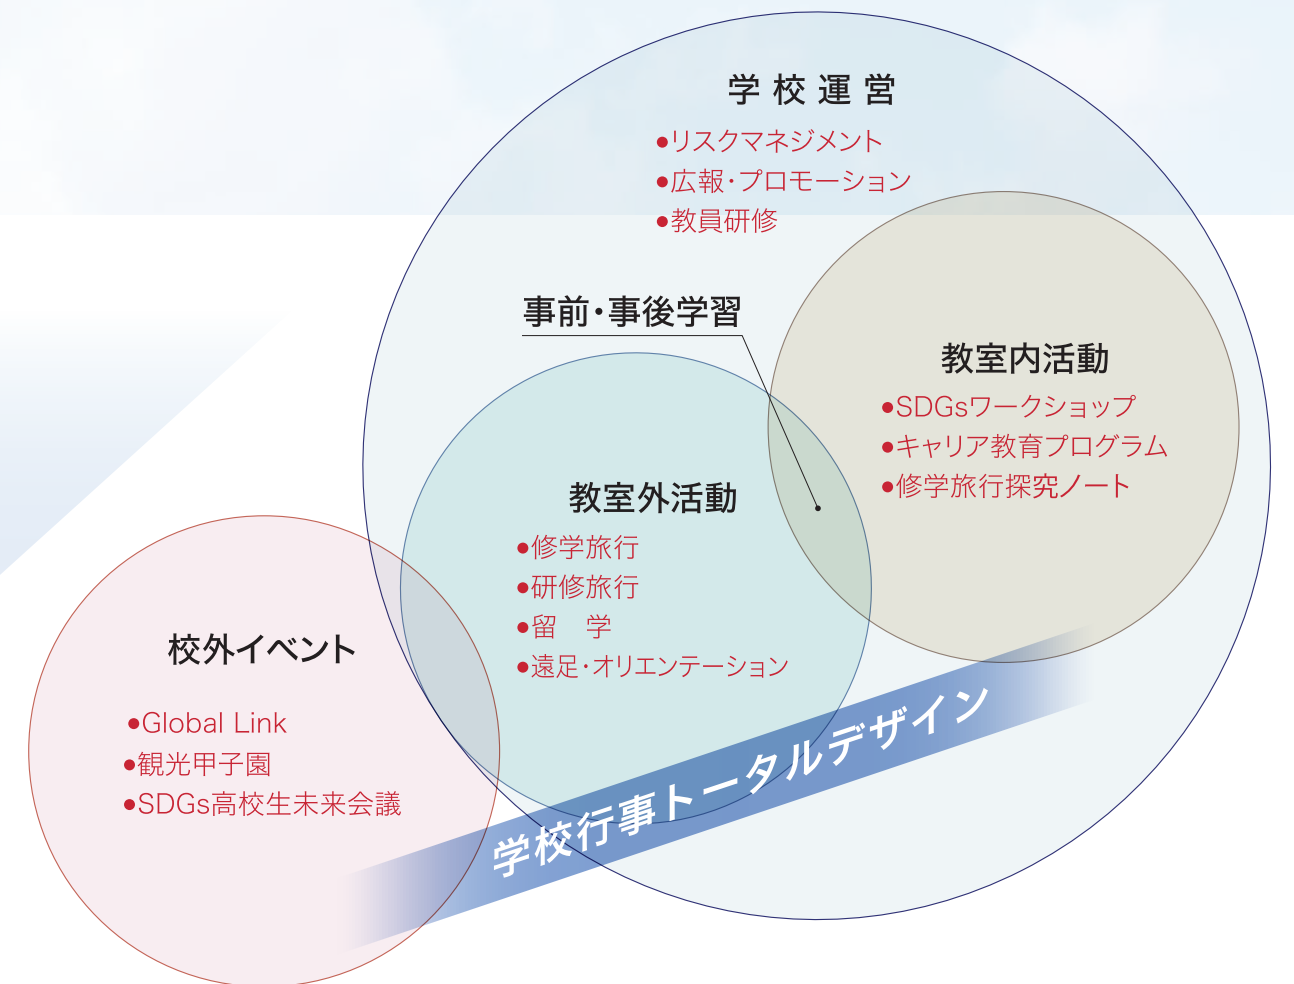 学校運営
●リスクマネジメント
●広報・プロモーション
●教員研修
事前・事後学習
教室内活動
●SDGsワークショップ
●キャリア教育プログラム
●修学旅行探究ノート
教室外活動
●修学旅行
●研修旅行
●留　学
●遠足・オリエンテーション
校外イベント
●Global Link
●観光甲子園
●SDGs高校生未来会議
学校行事トータルデザイン